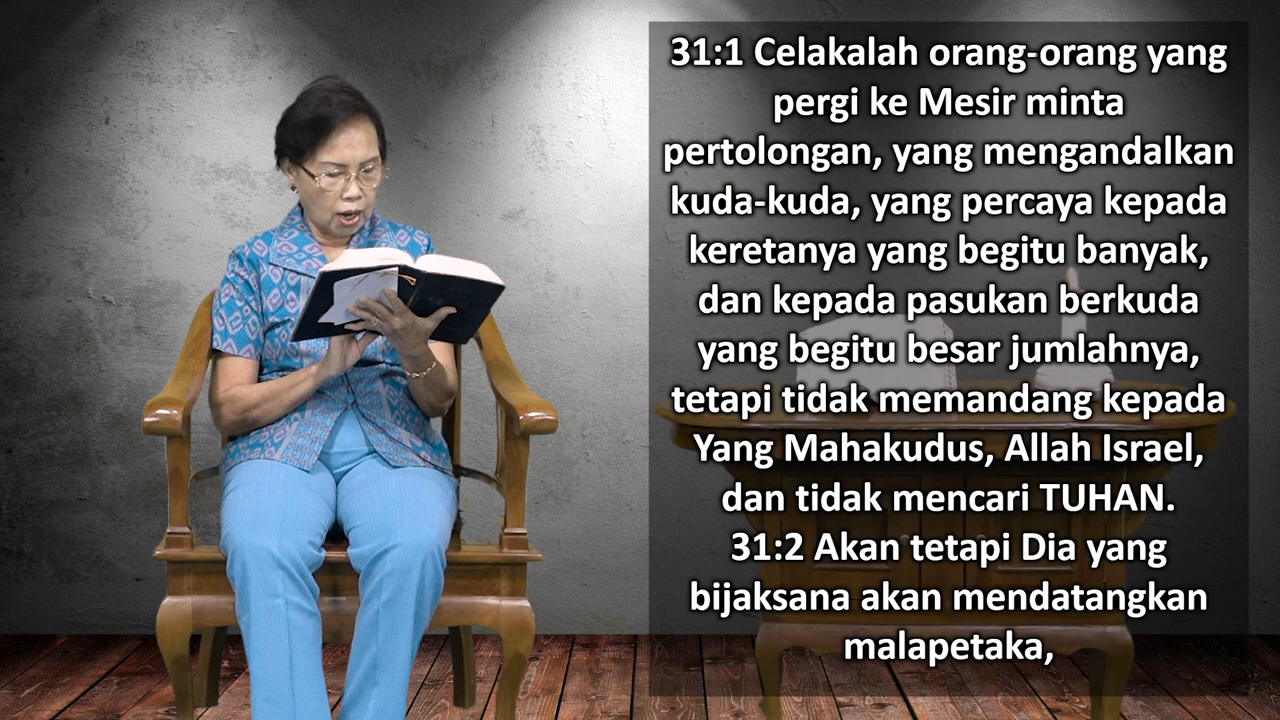 31:1 Celakalah orang-orang yang
pergi ke Mesir minta
pertolongan, yang mengandalkan
kuda-kuda, yang percaya kepada
keretanya yang begitu banyak,
dan kepada pasukan berkuda
yang begitu besar jumlahnya,
tetapi tidak memandang kepada
Yang Mahakudus, Allah Israel,
dan tidak mencari TUHAN.
31:2 Akan tetapi Dia yang
bijaksana akan mendatangkan
malapetaka,